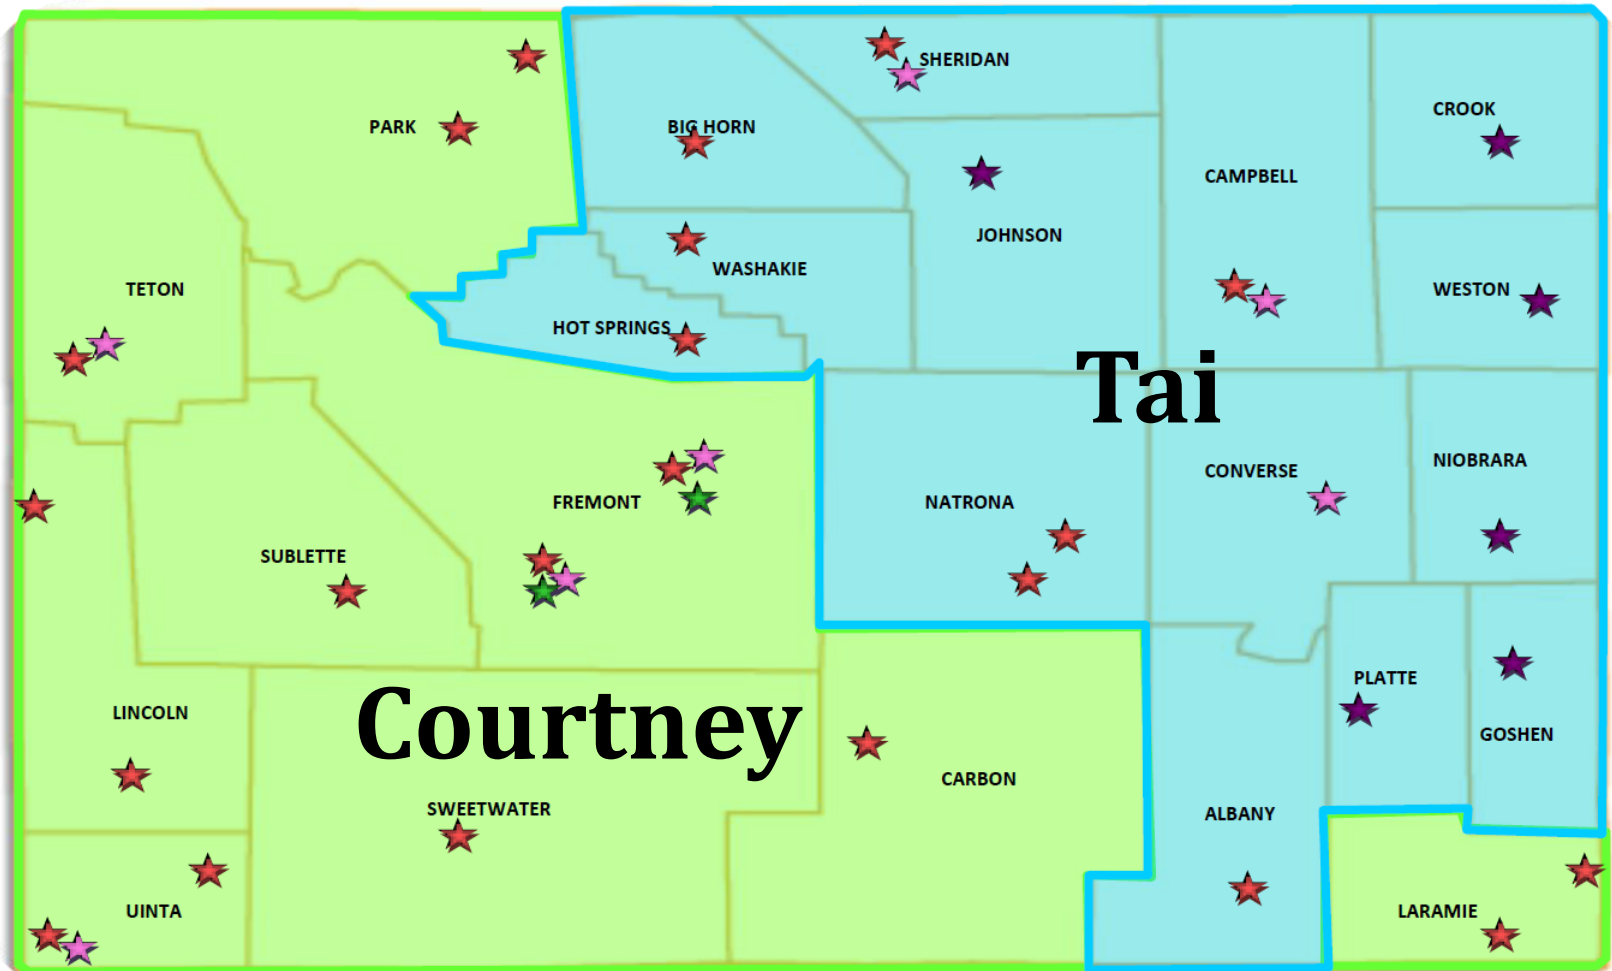 SHERIDAN
CROOK
PARK
BIG HORN
CAMPBELL
JOHNSON
WASHAKIE
TETON
WESTON
HOT SPRINGS
Tai
NIOBRARA
CONVERSE
FREMONT
NATRONA
SUBLETTE
PLATTE
LINCOLN
Courtney
GOSHEN
CARBON
SWEETWATER
ALBANY
UINTA
LARAMIE